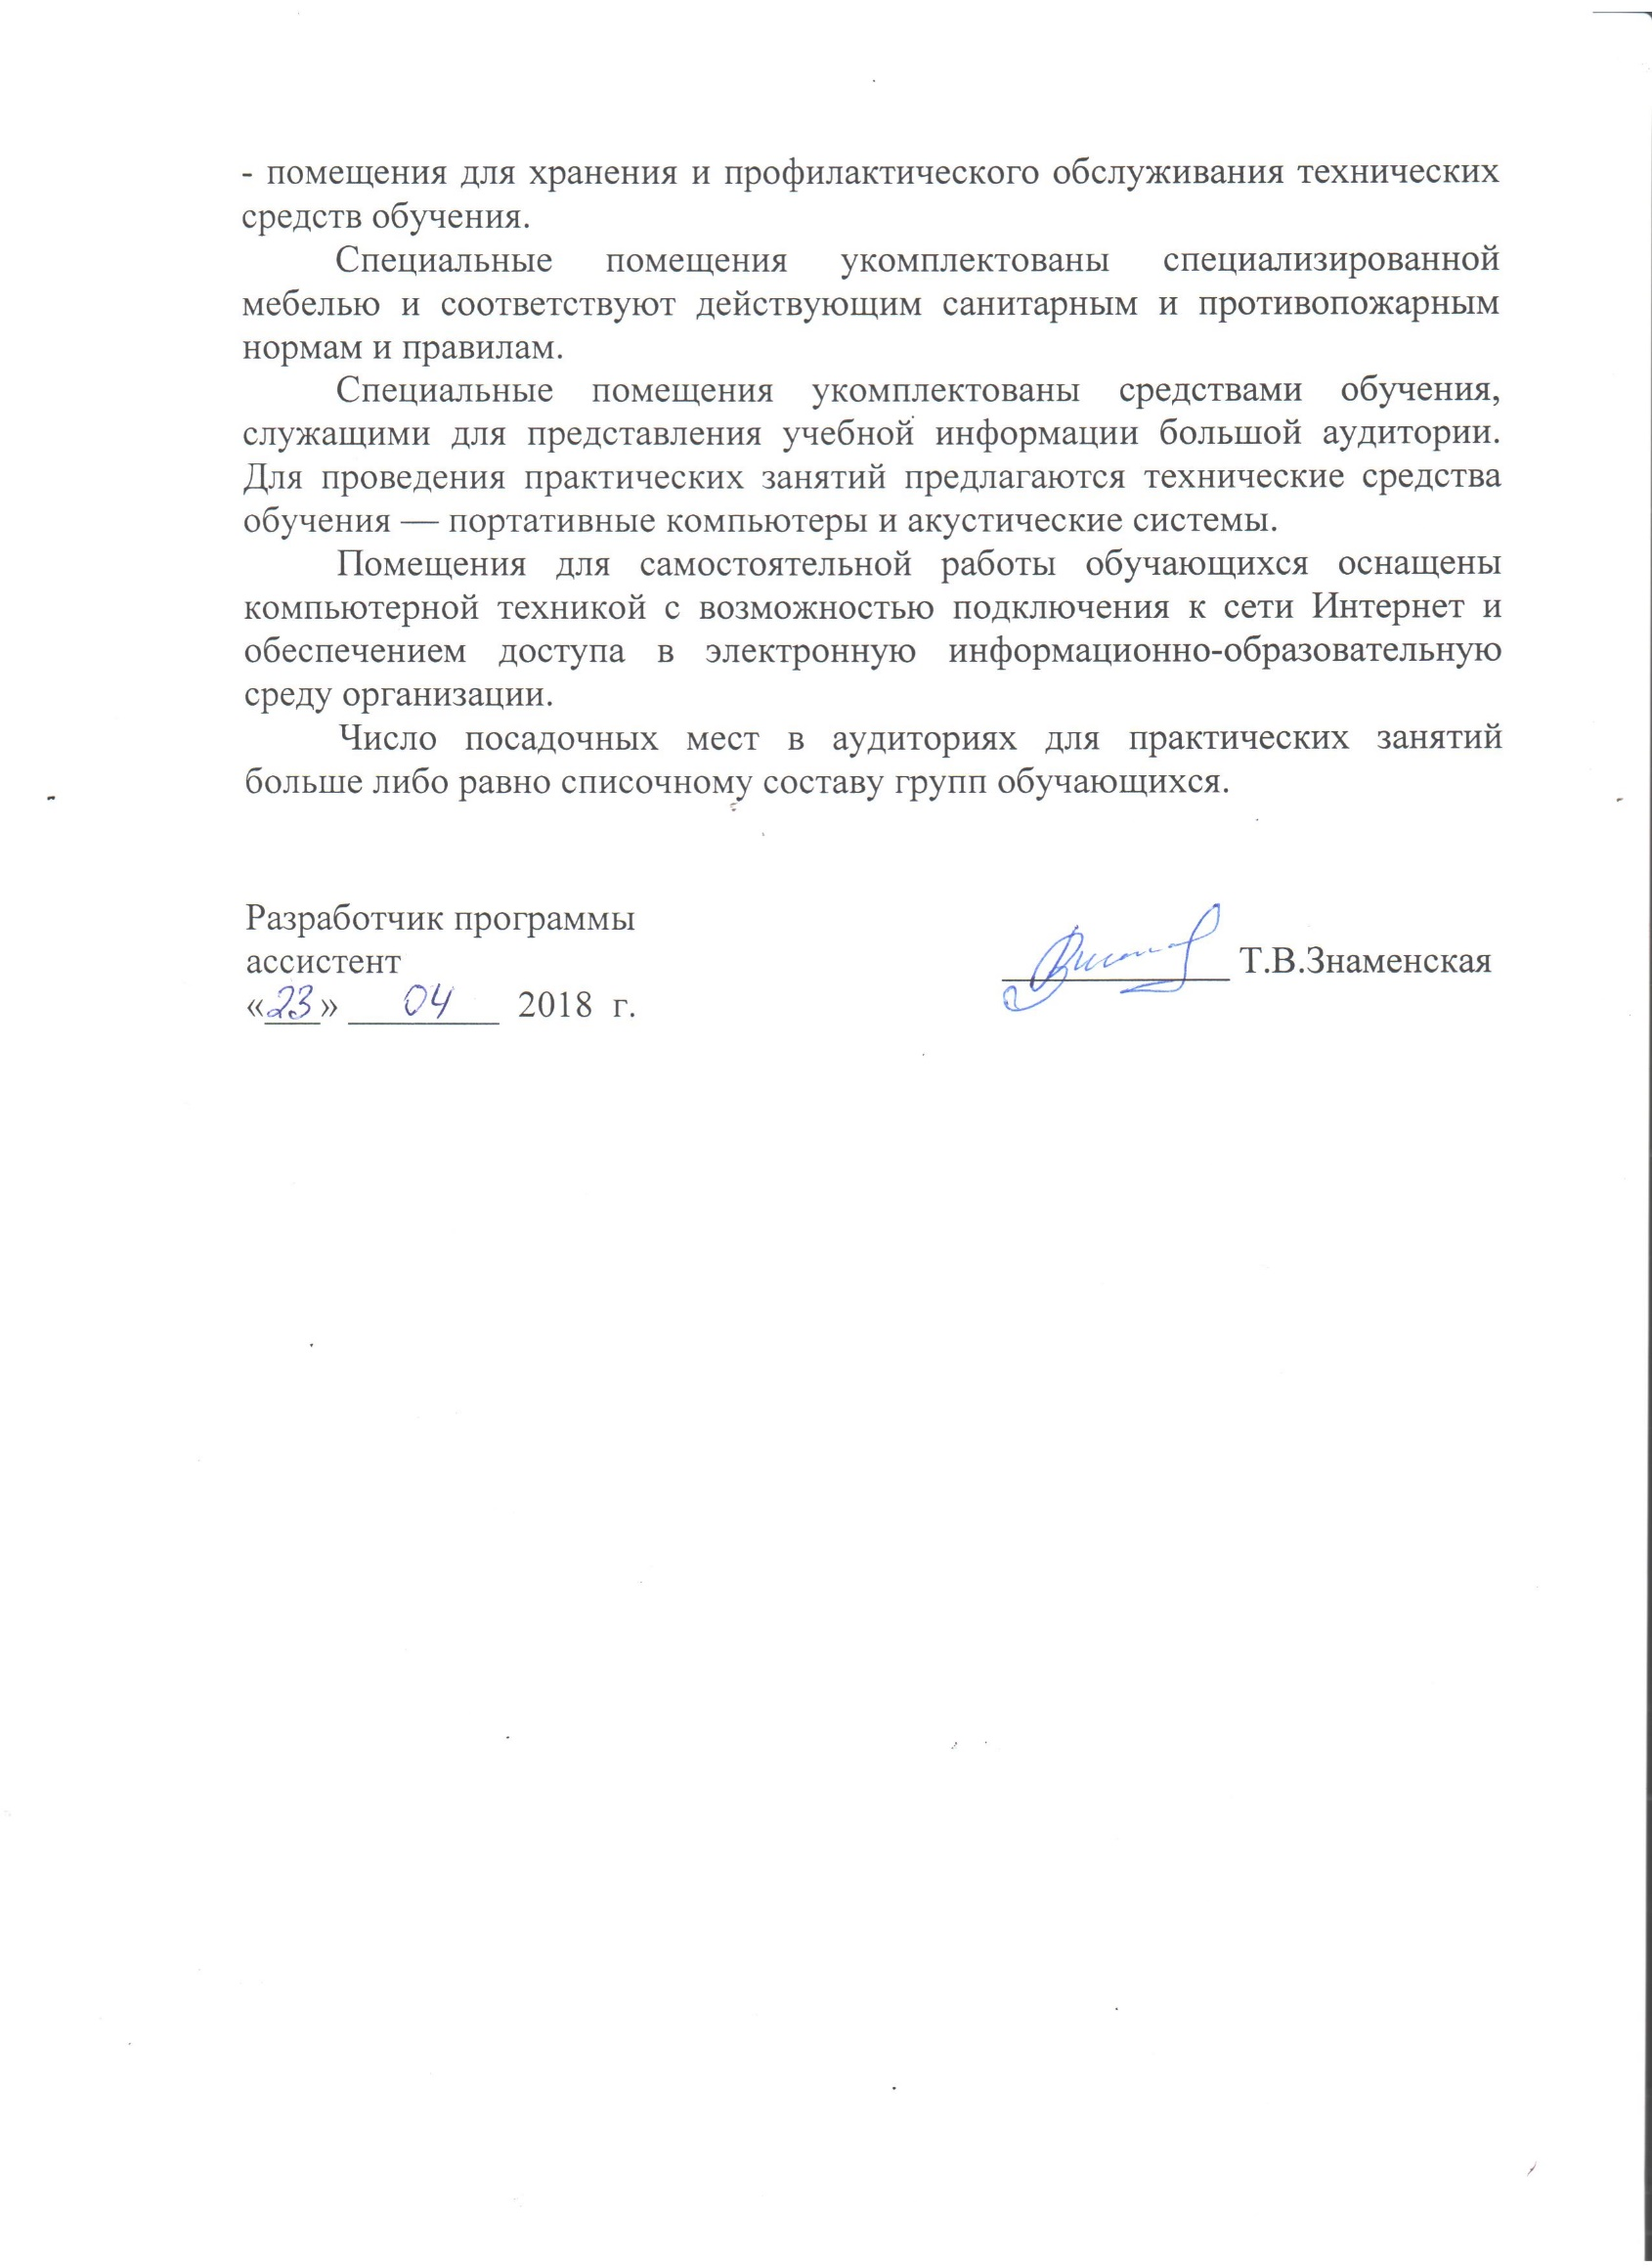 - помещения для хранения и профилактического обслуживания технических
средств обучения.
Специальные помещения укомплектованы специализированной
мебелью и соответствуют действующим санитарным и противопожарным
нормам и правилам.
Специальные помещения укомплектованы средствами обучения,
служащими для представления учебной информации большой аудитории.
Для проведения практических занятий предлагаются технические средства
обучения — портативные компьютеры и акустические системы.
Помещения для самостоятельной работы обучающихся оснащены
компьютерной техникой с возможностью подключения к сети Интернет и
обеспечением доступа в электронную информационно-образовательную
среду организации.
Число посадочных мест в аудиториях для практических занятий
больше либо равно списочному составу групп обучающихся.
Разработчик программы
ассистент Т.В.Знаменская
«23» 04 2018 г.